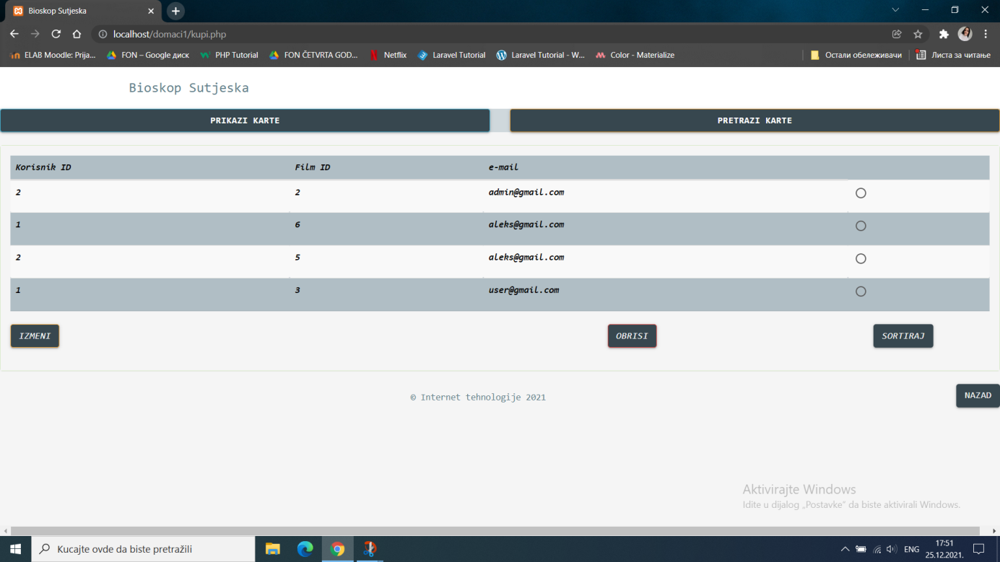 Bioskop Sutjeska
localhost/domaci1/kupi.php
ELAB Moodle: Prija... FON – Google диск PHP Tutorial FON ČETVRTA GOD... Netflix Laravel Tutorial Laravel Tutorial - W... Color - Materialize Остали обележивачи Листа за читање
Bioskop Sutjeska
PRIKAZI KARTE PRETRAZI KARTE
Korisnik ID Film ID e-mail
2 2 admin@gmail.com
1 6 aleks@gmail.com
2 5 aleks@gmail.com
1 3 user@gmail.com
IZMENI OBRISI SORTIRAJ
© Internet tehnologije 2021
NAZAD
Aktivirajte Windows
Idite u dijalog „Postavke“ da biste aktivirali Windows.
Kucajte ovde da biste pretražili
ENG
17:51
25.12.2021.